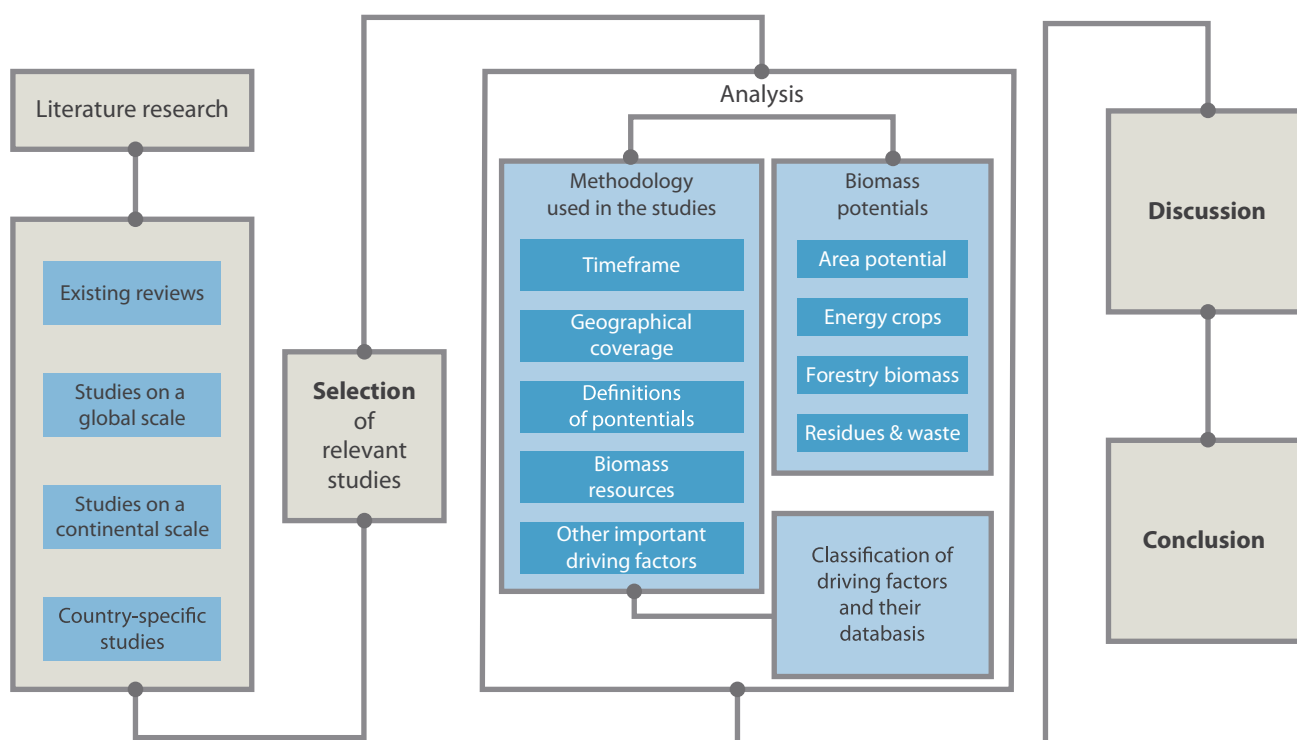 Literature research
Existing reviews
Studies on a
global scale
Studies on a
continental scale
Country-specific
studies
Selection
of
relevant
studies
Analysis
Methodology
used in the studies
Timeframe
Geographical
coverage
Definitions
of pontentials
Biomass
resources
Other important
driving factors
Biomass
potentials
Area potential
Energy crops
Forestry biomass
Residues & waste
Classification of
driving factors
and their
databasis
Discussion
Conclusion